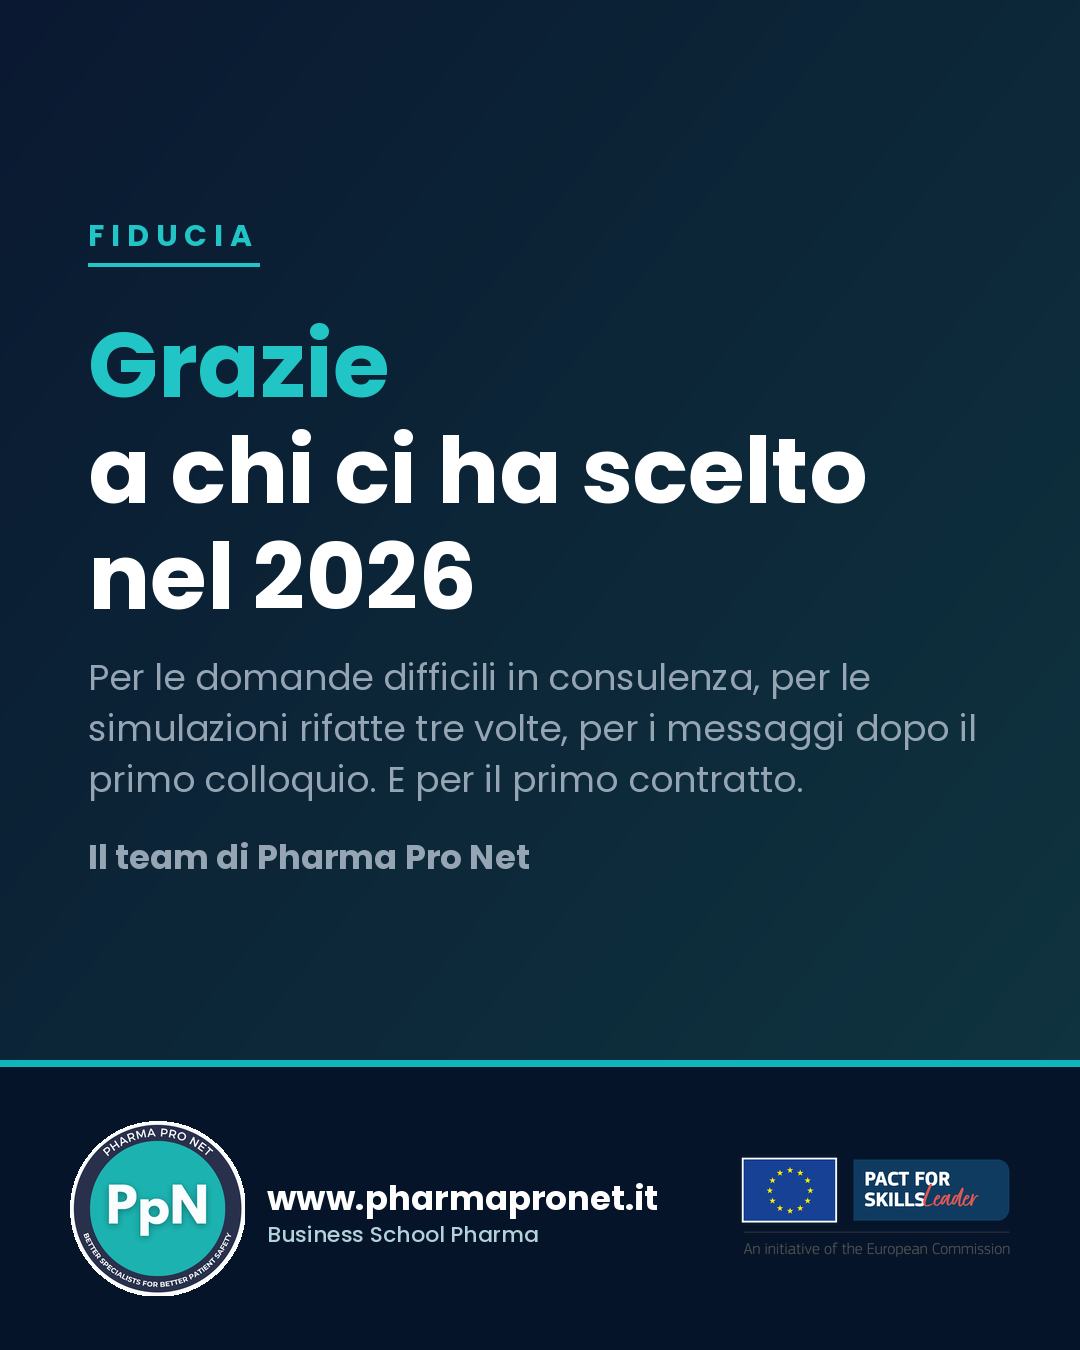 FIDUCIA
Grazie
a chi ci ha scelto
nel 2026
Per le domande difficili in consulenza, per le
simulazioni rifatte tre volte, per i messaggi dopo il
primo colloquio. E per il primo contratto.
Il team di Pharma Pro Net
PHARMA PRO NET
PpN
BETTER SPECIALISTS FOR BETTER PATIENT SAFETY
www.pharmapronet.it
Business School Pharma
PACT FOR
SKILLS Leader
An initiative of the European Commission